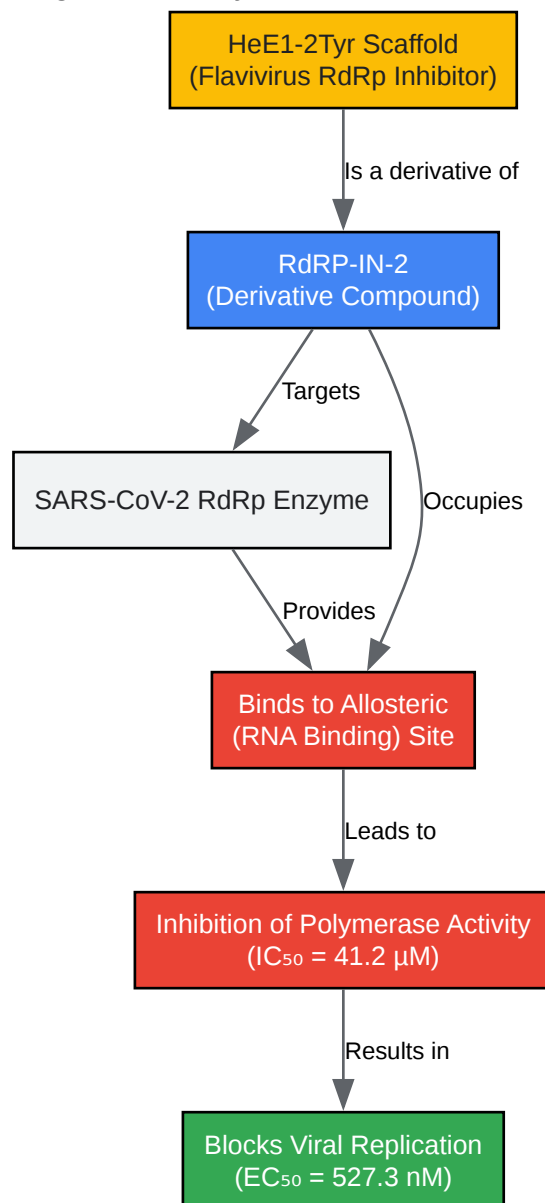 HeE1-2Tyr Scaffold
(Flavivirus RdRp Inhibitor)
Is a derivative of
RdRP-IN-2
(Derivative Compound)
Targets
SARS-CoV-2 RdRp Enzyme
Occupies
Provides
Binds to Allosteric
(RNA Binding) Site
Leads to
Inhibition of Polymerase Activity
(IC₅₀ = 41.2 µM)
Results in
Blocks Viral Replication
(EC₅₀ = 527.3 nM)